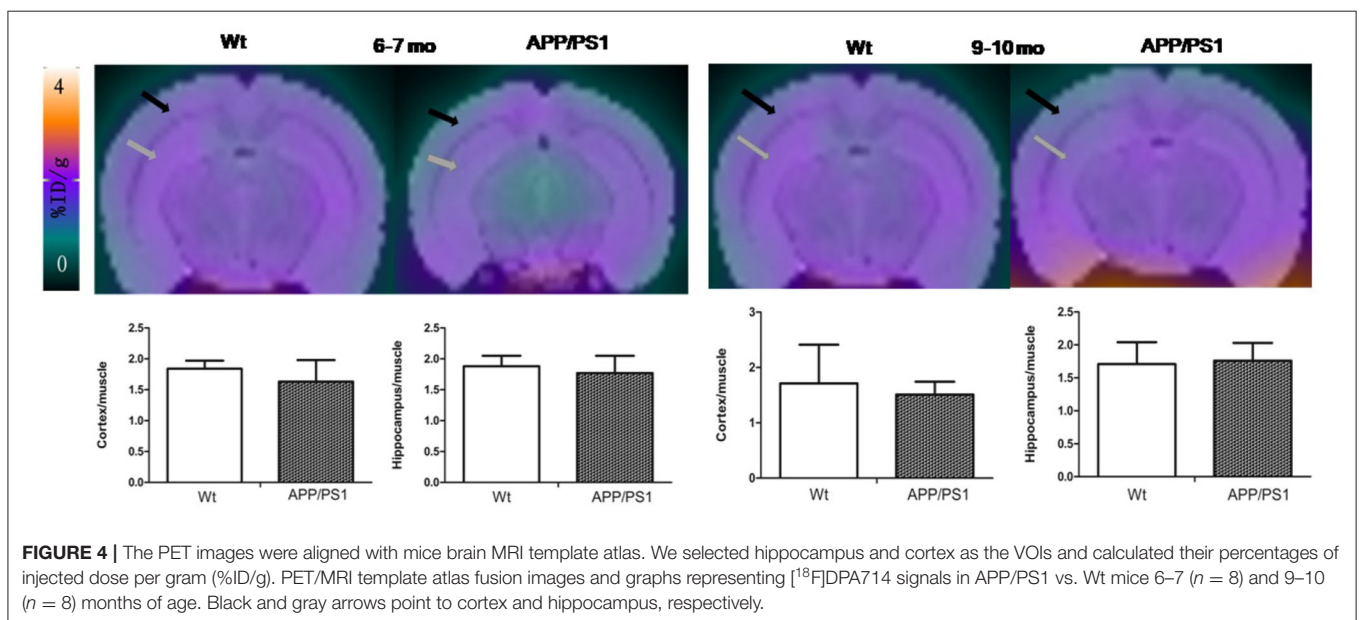 Wt 6-7 mo APP/PS1 Wt 9-10 mo APP/PS1
4
%ID/g
0
2.5
2.0
1.5
1.0
0.5
0.0
Cortex/muscle
Wt APP/PS1
2.5
2.0
1.5
1.0
0.5
0.0
Hippocampus/muscle
Wt APP/PS1
3
2
1
0
Cortex/muscle
Wt APP/PS1
2.5
2.0
1.5
1.0
0.5
0.0
Hippocampus/muscle
Wt APP/PS1
FIGURE 4 | The PET images were aligned with mice brain MRI template atlas. We selected hippocampus and cortex as the VOIs and calculated their percentages of
injected dose per gram (%ID/g). PET/MRI template atlas fusion images and graphs representing [¹⁸F]DPA714 signals in APP/PS1 vs. Wt mice 6–7 (n = 8) and 9–10
(n = 8) months of age. Black and gray arrows point to cortex and hippocampus, respectively.